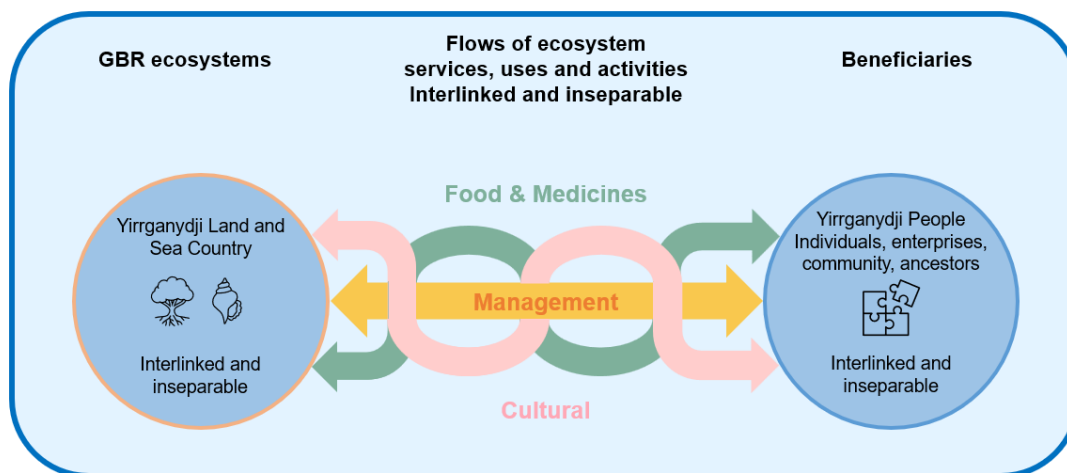 GBR ecosystems
Flows of ecosystem
services, uses and activities
Interlinked and inseparable
Beneficiaries
Yirrganydji Land and
Sea Country
Interlinked and
inseparable
Food & Medicines
Management
Cultural
Yirrganydji People
Individuals, enterprises,
community, ancestors
Interlinked and
inseparable